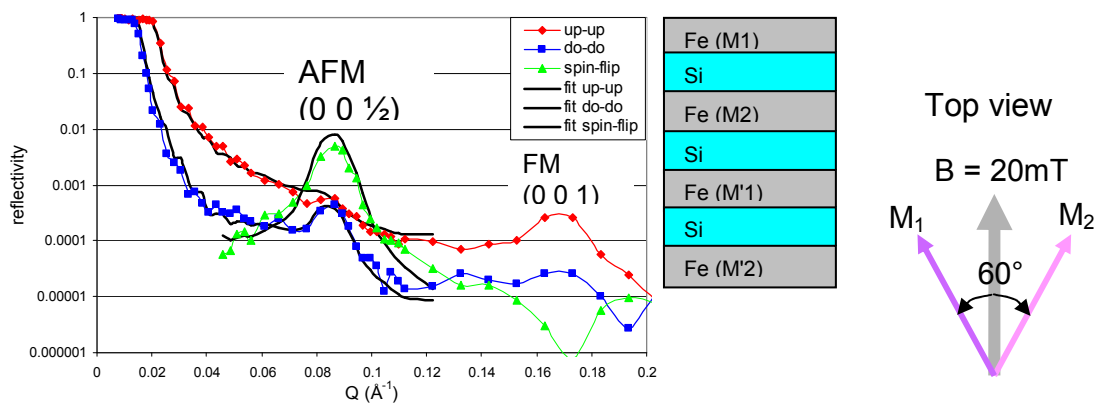 1
0.1
0.01
0.001
0.0001
0.00001
0.000001
reflectivity
0 0.02 0.04 0.06 0.08 0.1 0.12 0.14 0.16 0.18 0.2
Q (Å-1)
AFM
(0 0 ½)
FM
(0 0 1)
up-up
do-do
spin-flip
fit up-up
fit do-do
fit spin-flip
Fe (M1)
Si
Fe (M2)
Si
Fe (M'1)
Si
Fe (M'2)
Top view
B = 20mT
M1
M2
60°